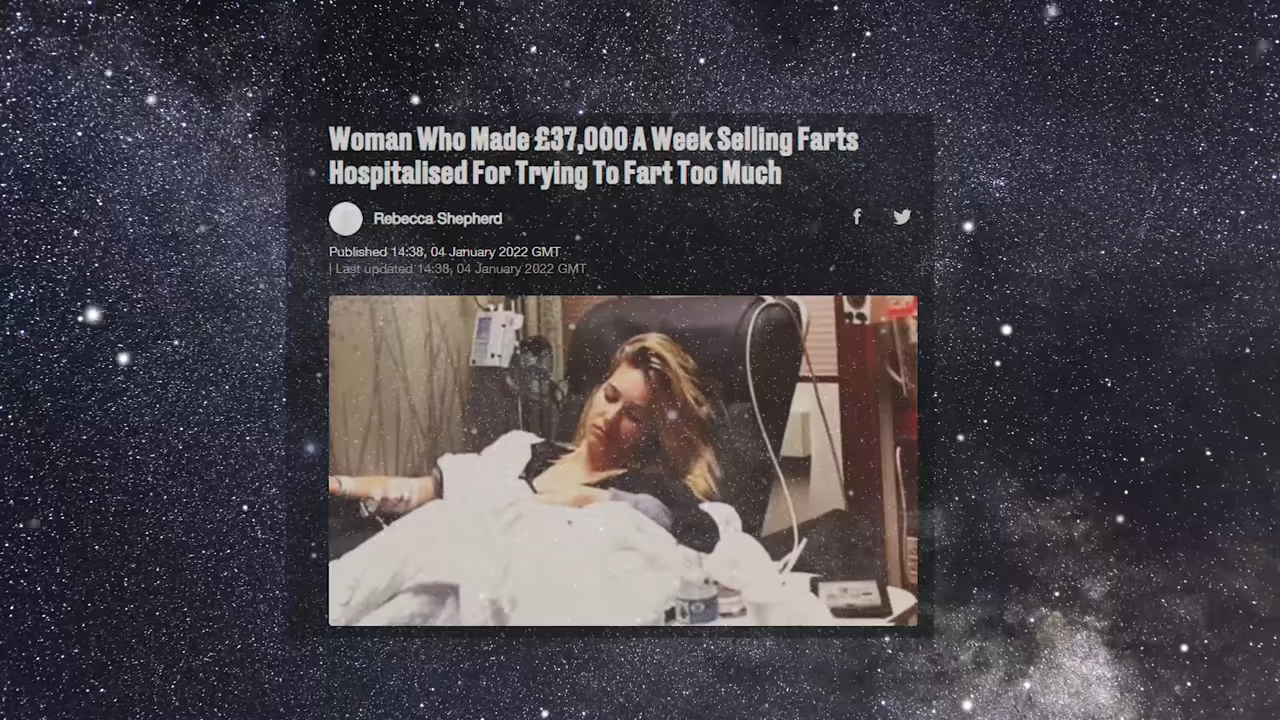 Woman Who Made £37,000 A Week Selling Farts
Hospitalised For Trying To Fart Too Much
Rebecca Shepherd
Published 14:38, 04 January 2022 GMT
| Last updated 14:38, 04 January 2022 GMT